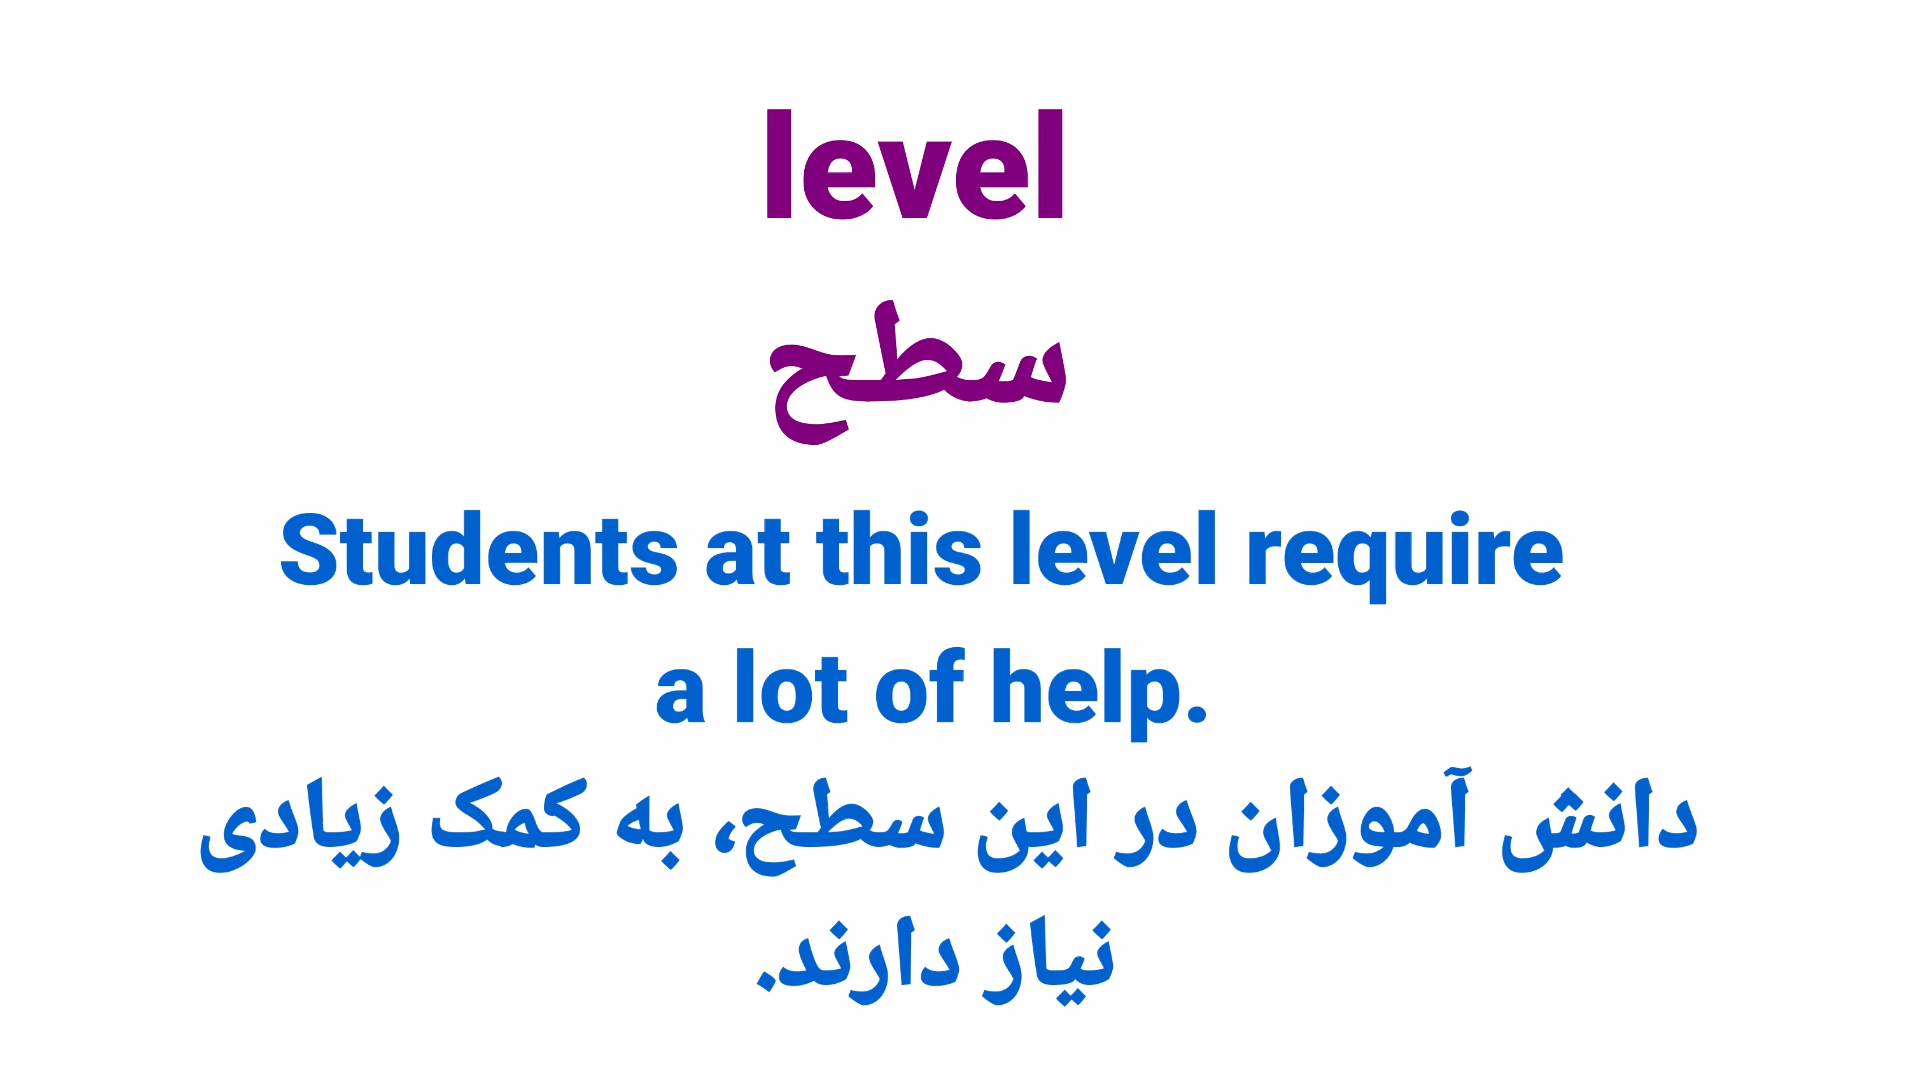 level
سطح
Students at this level require
a lot of help.
دانش آموزان در این سطح، به کمک زیادی
نیاز دارند.